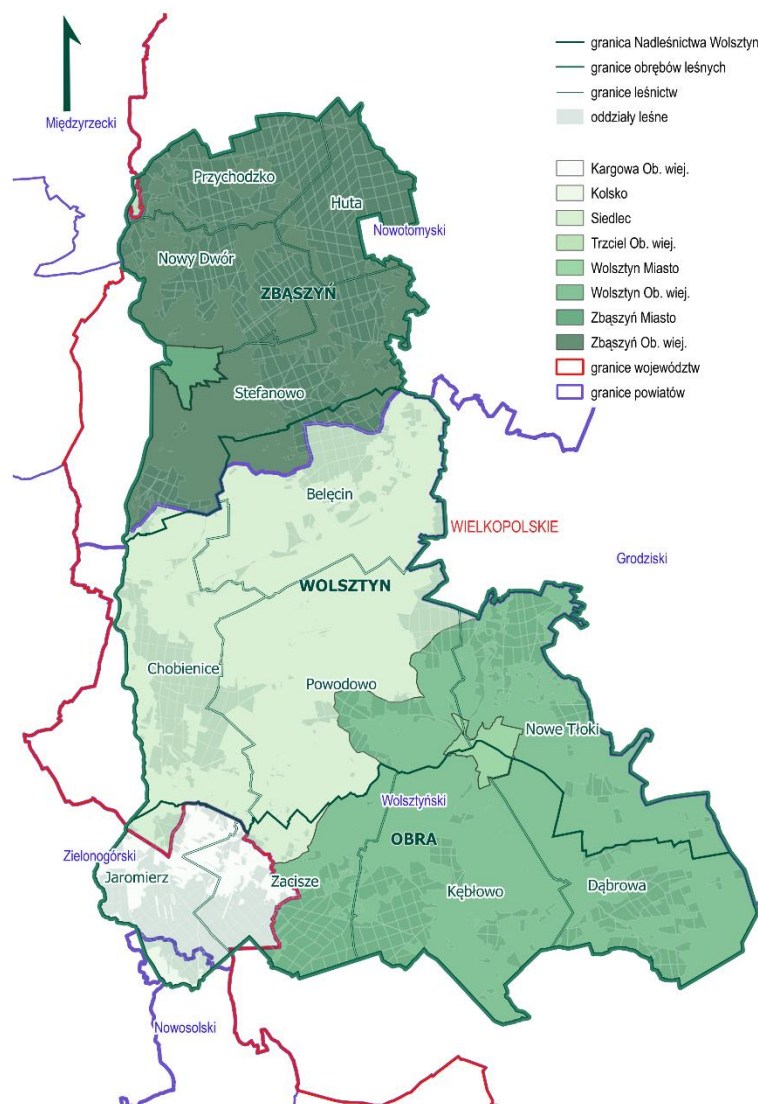 granica Nadleśnictwa Wolsztyn
granice obrębów leśnych
granice leśnictw
oddziały leśne
Kargowa Ob. wiej.
Kolsko
Siedlec
Trzciel Ob. wiej.
Wolsztyn Miasto
Wolsztyn Ob. wiej.
Zbąszyń Miasto
Zbąszyń Ob. wiej.
granice województw
granice powiatów
Międzyrzecki
Przychodzko
Huta
Nowotomyski
Nowy Dwór
ZBĄSZYŃ
Stefanowo
Belęcin
WIELKOPOLSKIE
Grodziski
WOLSZTYN
Chobienice
Powodowo
Nowe Tłoki
Wolsztyński
OBRA
Zielonogórski
Jaromierz
Zacisze
Kębłowo
Dąbrowa
Nowosolski